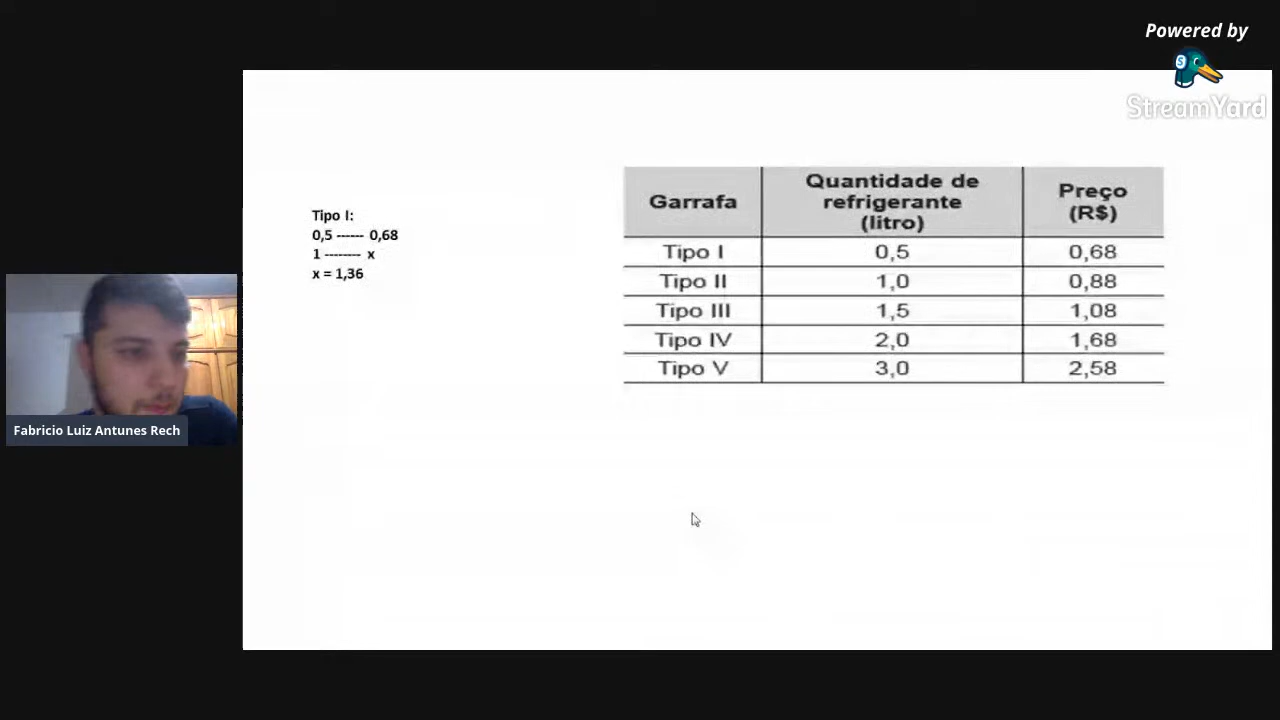 Powered by
StreamYard
Tipo I:
0,5 ------ 0,68
1 -------- x
x = 1,36
Garrafa Quantidade de refrigerante (litro) Preço (R$)
Tipo I 0,5 0,68
Tipo II 1,0 0,88
Tipo III 1,5 1,08
Tipo IV 2,0 1,68
Tipo V 3,0 2,58
Fabricio Luiz Antunes Rech